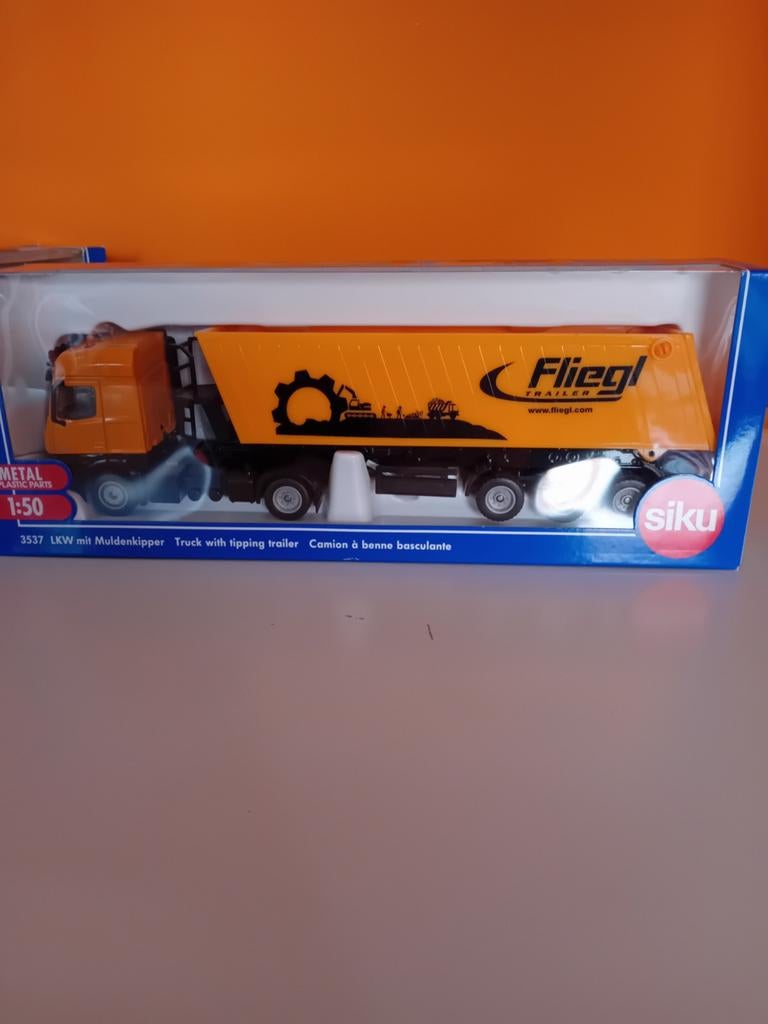 Fliegl
TRAILER
www.fliegl.com
METAL
PLASTIC PARTS
1:50
siku
3537 LKW mit Muldenkipper Truck with tipping trailer Camion à benne basculante